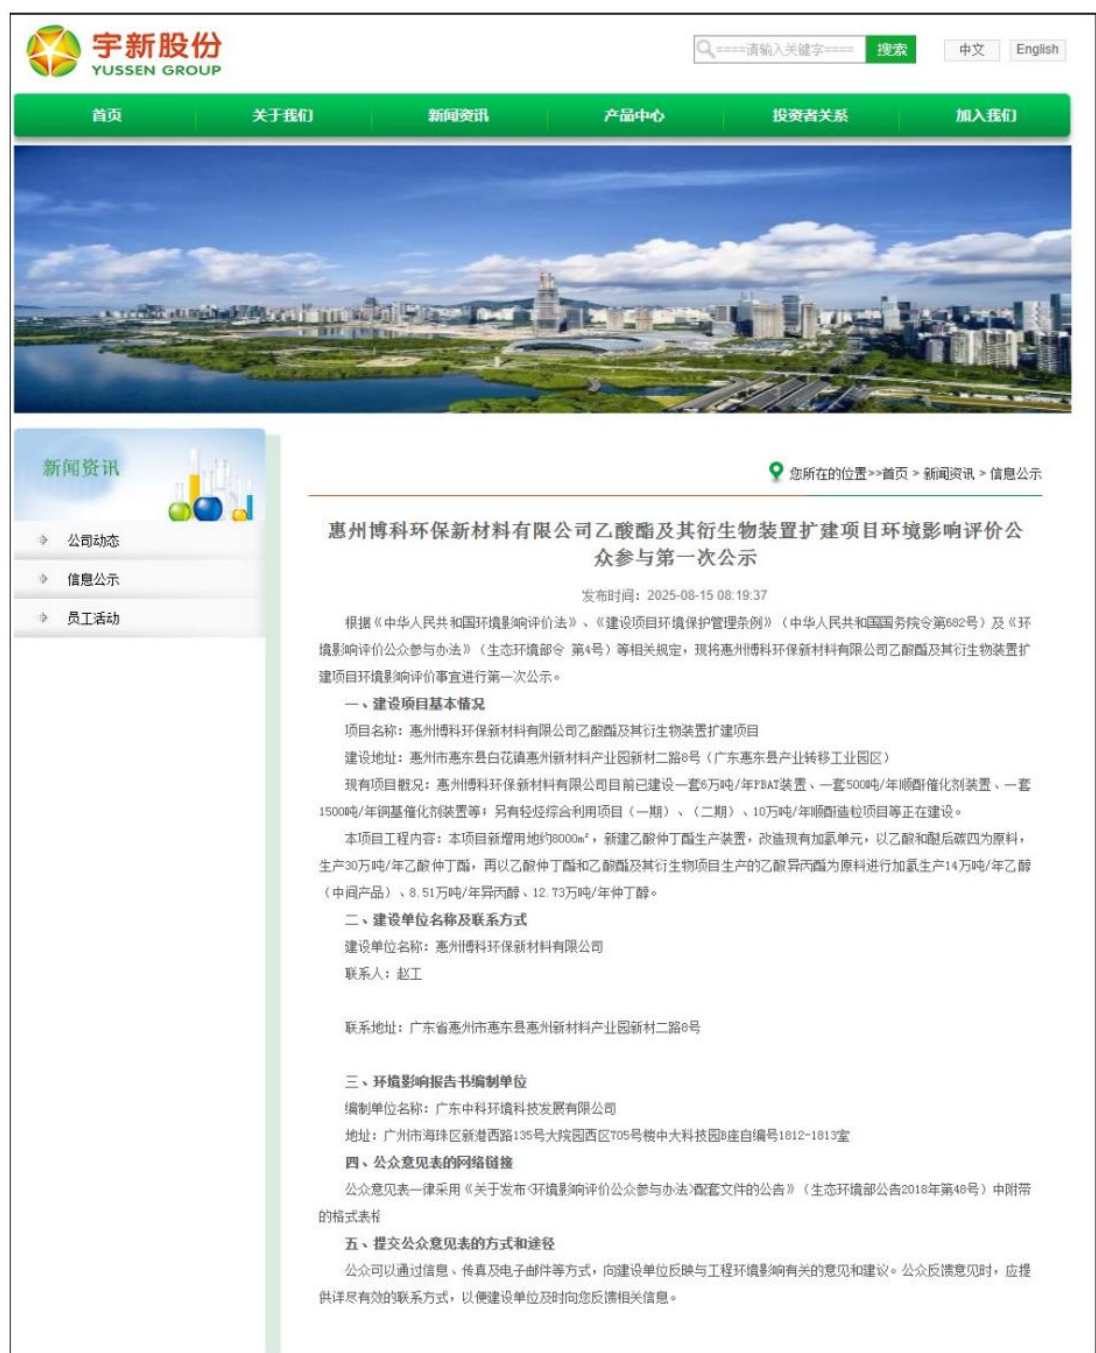 宇新股份
YUSSEN GROUP
====请输入关键字====
搜索
中文
English
首页
关于我们
新闻资讯
产品中心
投资者关系
加入我们
新闻资讯
公司动态
信息公示
员工活动
您所在的位置>>首页 > 新闻资讯 > 信息公示
惠州博科环保新材料有限公司乙酸酯及其衍生物装置扩建项目环境影响评价公
众参与第一次公示
发布时间：2025-08-15 08:19:37
根据《中华人民共和国环境影响评价法》、《建设项目环境保护管理条例》（中华人民共和国国务院令第682号）及《环
境影响评价公众参与办法》（生态环境部令 第4号）等相关规定，现将惠州博科环保新材料有限公司乙酸酯及其衍生物装置扩
建项目环境影响评价事宜进行第一次公示。
一、建设项目基本情况
项目名称：惠州博科环保新材料有限公司乙酸酯及其衍生物装置扩建项目
建设地址：惠州市惠东县白花镇惠州新材料产业园新材二路8号（广东惠东县产业转移工业园区）
现有项目概况：惠州博科环保新材料有限公司目前已建设一套6万吨/年PBAT装置、一套500吨/年顺酐催化剂装置、一套
1500吨/年铜基催化剂装置等；另有轻烃综合利用项目（一期）、（二期）、10万吨/年顺酐造粒项目等正在建设。
本项目工程内容：本项目新增用地约8000m²，新建乙酸仲丁酯生产装置，改造现有加氢单元，以乙酸和醚后碳四为原料，
生产30万吨/年乙酸仲丁酯，再以乙酸仲丁酯和乙酸酯及其衍生物项目生产的乙酸异丙酯为原料进行加氢生产14万吨/年乙醇
（中间产品）、8.51万吨/年异丙醇、12.73万吨/年仲丁醇。
二、建设单位名称及联系方式
建设单位名称：惠州博科环保新材料有限公司
联系人：赵工
联系地址：广东省惠州市惠东县惠州新材料产业园新材二路8号
三、环境影响报告书编制单位
编制单位名称：广东中科环境科技发展有限公司
地址：广州市海珠区新港西路135号大院园西区705号楼中大科技园B座自编号1812-1813室
四、公众意见表的网络链接
公众意见表一律采用《关于发布<环境影响评价公众参与办法>配套文件的公告》（生态环境部公告2018年第48号）中附带
的格式表格
五、提交公众意见表的方式和途径
公众可以通过信息、传真及电子邮件等方式，向建设单位反映与工程环境影响有关的意见和建议。公众反馈意见时，应提
供详尽有效的联系方式，以便建设单位及时向您反馈相关信息。